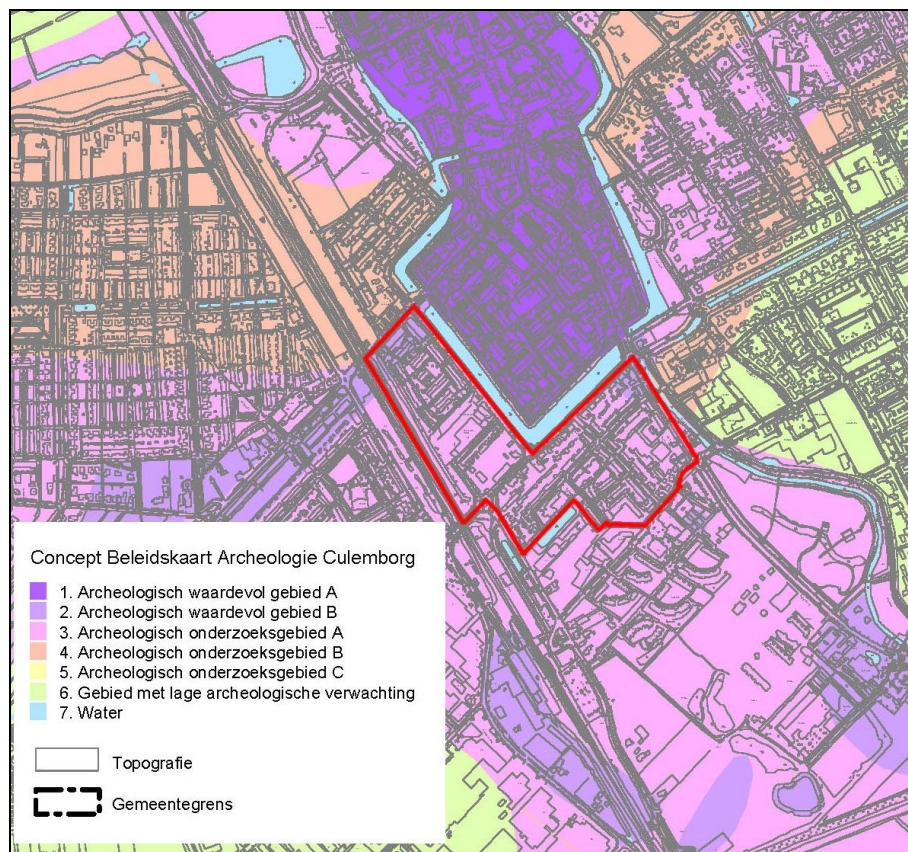 Concept Beleidskaart Archeologie Culemborg
1. Archeologisch waardevol gebied A
2. Archeologisch waardevol gebied B
3. Archeologisch onderzoeksgebied A
4. Archeologisch onderzoeksgebied B
5. Archeologisch onderzoeksgebied C
6. Gebied met lage archeologische verwachting
7. Water
Topografie
Gemeentegrens